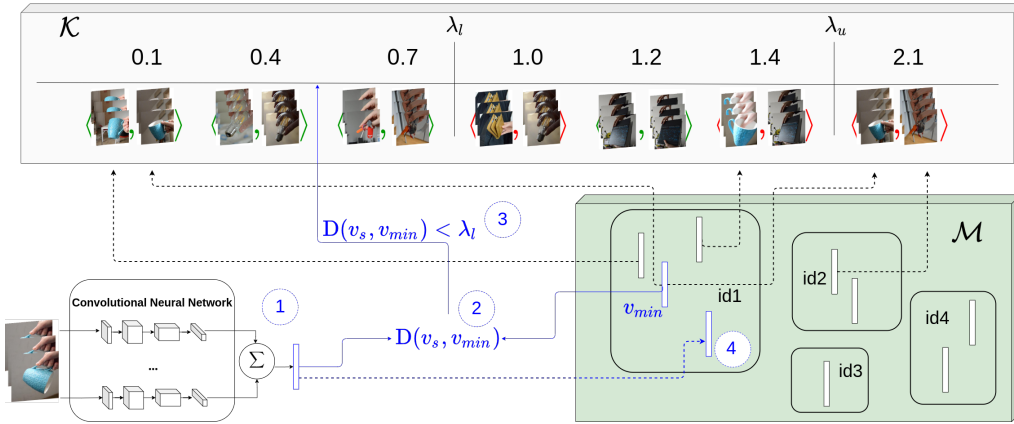 𝒦
λ_l
λ_u
0.1 0.4 0.7 1.0 1.2 1.4 2.1
⟨ , ⟩ ⟨ , ⟩ ⟨ , ⟩ ⟨ , ⟩ ⟨ , ⟩ ⟨ , ⟩ ⟨ , ⟩
D(v_s, v_min) < λ_l
3
ℳ
id1
id2
id3
id4
v_min
4
Convolutional Neural Network
...
Σ
1
2
D(v_s, v_min)